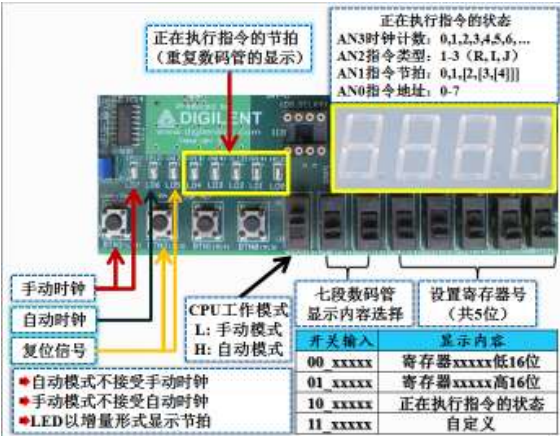 正在执行指令的节拍
（重复数码管的显示）
正在执行指令的状态
AN3时钟计数：0,1,2,3,4,5,6,…
AN2指令类型：1-3（R,I,J）
AN1指令节拍：0,1,[2,[3,[4]]]
AN0指令地址：0-7
DIGILENT
手动时钟
自动时钟
复位信号
CPU工作模式
L: 手动模式
H: 自动模式
七段数码管
显示内容选择
设置寄存器号
（共5位）
自动模式不接受手动时钟
手动模式不接受自动时钟
LED以增量形式显示节拍
开关输入 显示内容
00_xxxxx 寄存器xxxxx低16位
01_xxxxx 寄存器xxxxx高16位
10_xxxxx 正在执行指令的状态
11_xxxxx 自定义